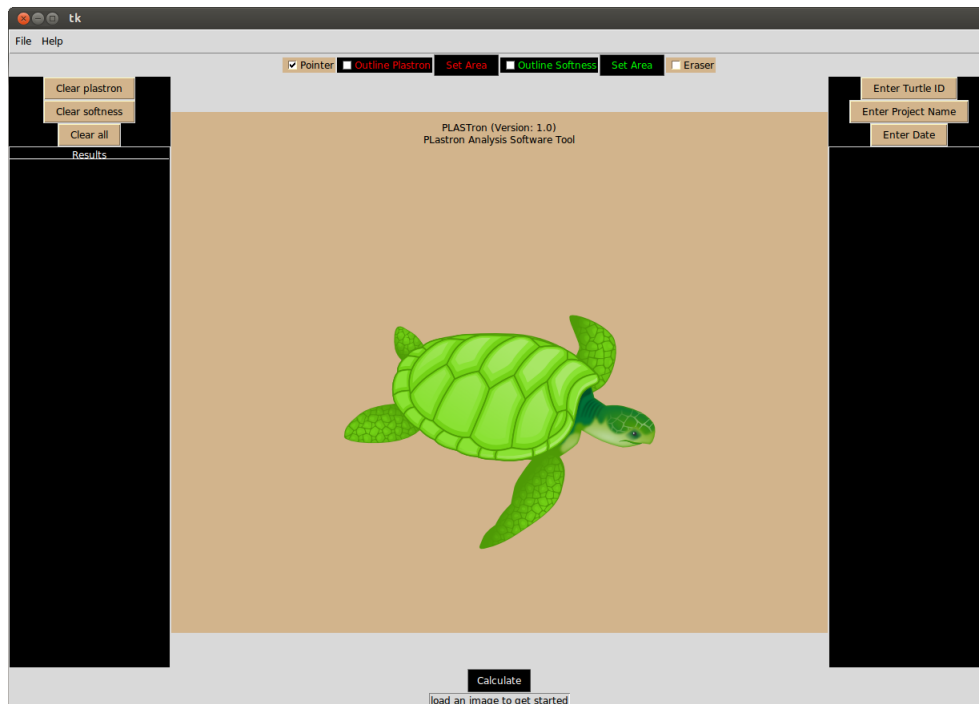 tk
File Help
Pointer Outline Plastron Set Area Outline Softness Set Area Eraser
Clear plastron
Clear softness
Clear all
Results
Enter Turtle ID
Enter Project Name
Enter Date
PLASTron (Version: 1.0)
PLastron Analysis Software Tool
Calculate
load an image to get started